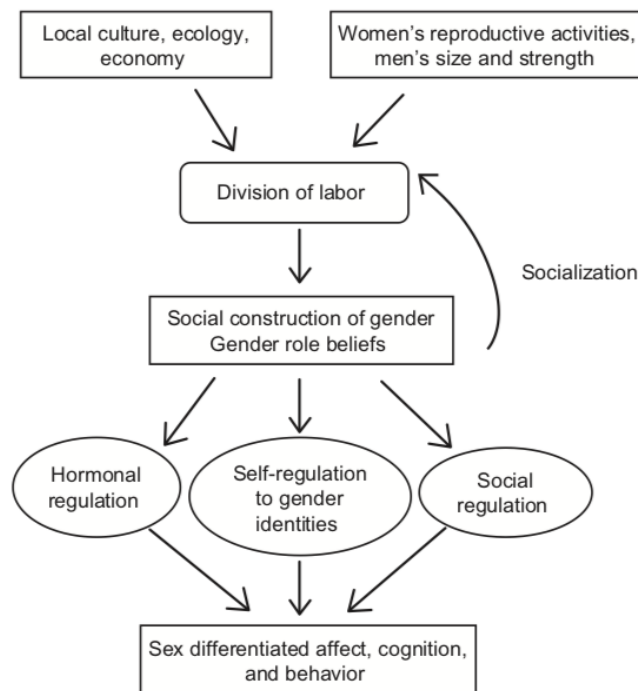 Local culture, ecology,
economy
Women's reproductive activities,
men's size and strength
Division of labor
Socialization
Social construction of gender
Gender role beliefs
Hormonal
regulation
Self-regulation
to gender
identities
Social
regulation
Sex differentiated affect, cognition,
and behavior